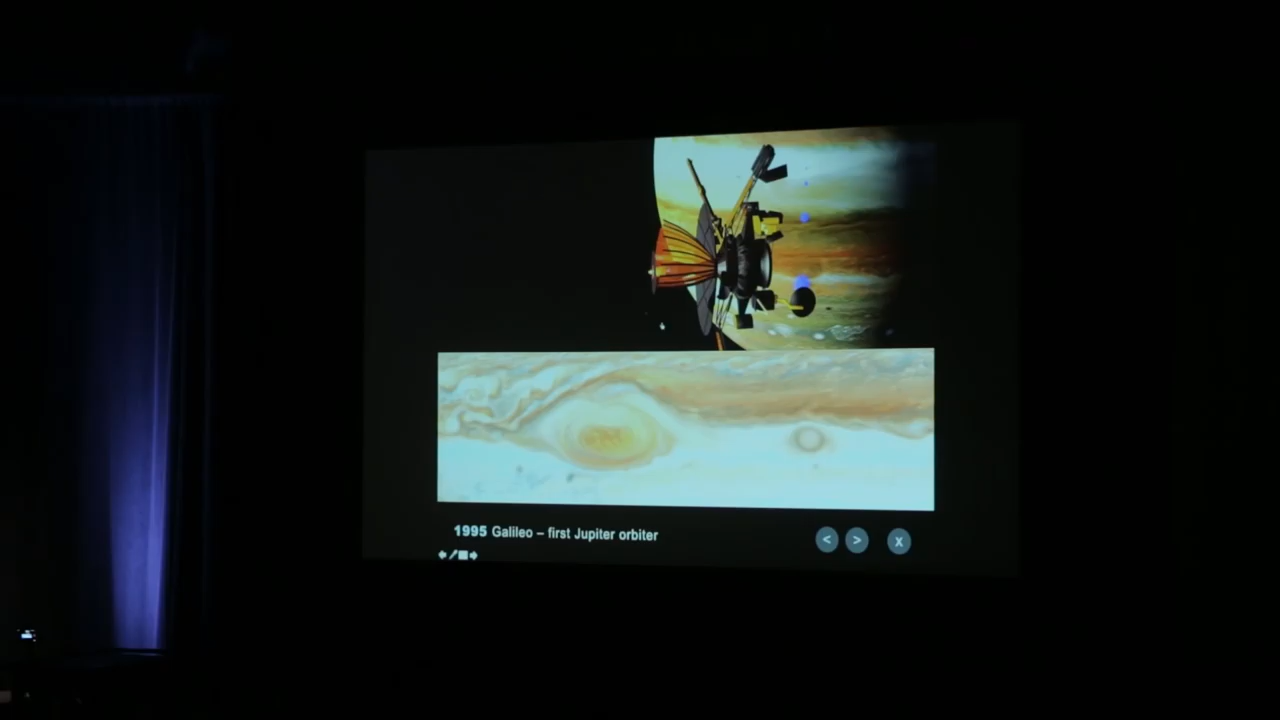 1995 Galileo – first Jupiter orbiter
< > X